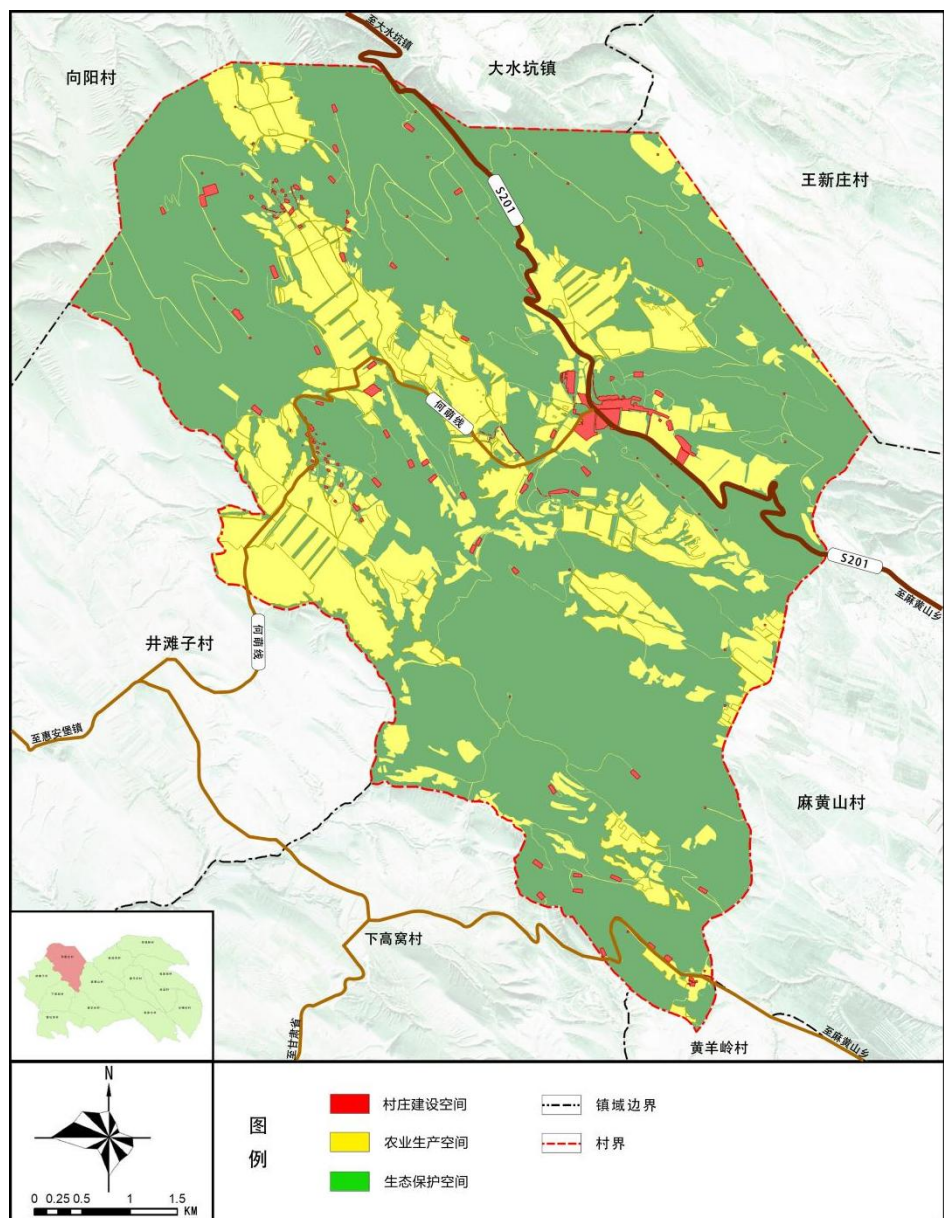 至大水坑镇
向阳村
大水坑镇
王新庄村
S201
何萌线
S201
至麻黄山乡
井滩子村
何萌线
至惠安堡镇
麻黄山村
下高窝村
至甘肃省
黄羊岭村
至麻黄山乡
N
0 0.25 0.5 1 1.5
KM
图例
村庄建设空间
农业生产空间
生态保护空间
镇域边界
村界